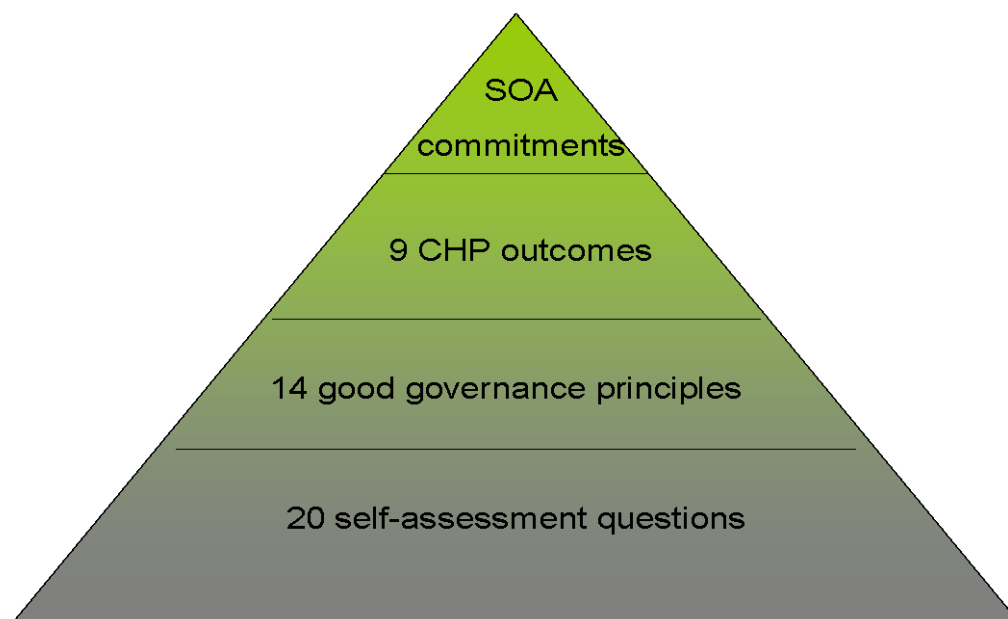 SOA
commitments
9 CHP outcomes
14 good governance principles
20 self-assessment questions